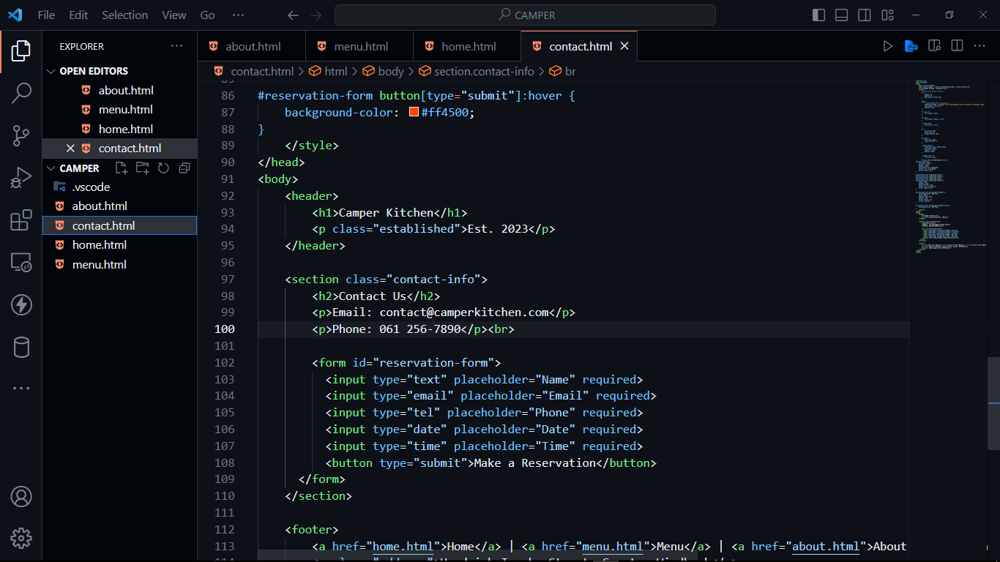 File Edit Selection View Go ··· CAMPER
EXPLORER ···
OPEN EDITORS
about.html
menu.html
home.html
contact.html
CAMPER
.vscode
about.html
contact.html
home.html
menu.html
about.html menu.html home.html contact.html
PHP
contact.html > html > body > section.contact-info > br
86 #reservation-form button[type="submit"]:hover {
87 background-color: #ff4500;
88 }
89 </style>
90 </head>
91 <body>
92 <header>
93 <h1>Camper Kitchen</h1>
94 <p class="established">Est. 2023</p>
95 </header>
96
97 <section class="contact-info">
98 <h2>Contact Us</h2>
99 <p>Email: contact@camperkitchen.com</p>
100 <p>Phone: 061 256-7890</p><br>
101
102 <form id="reservation-form">
103 <input type="text" placeholder="Name" required>
104 <input type="email" placeholder="Email" required>
105 <input type="tel" placeholder="Phone" required>
106 <input type="date" placeholder="Date" required>
107 <input type="time" placeholder="Time" required>
108 <button type="submit">Make a Reservation</button>
109 </form>
110 </section>
111
112 <footer>
113 <a href="home.html">Home</a> | <a href="menu.html">Menu</a> | <a href="about.html">About